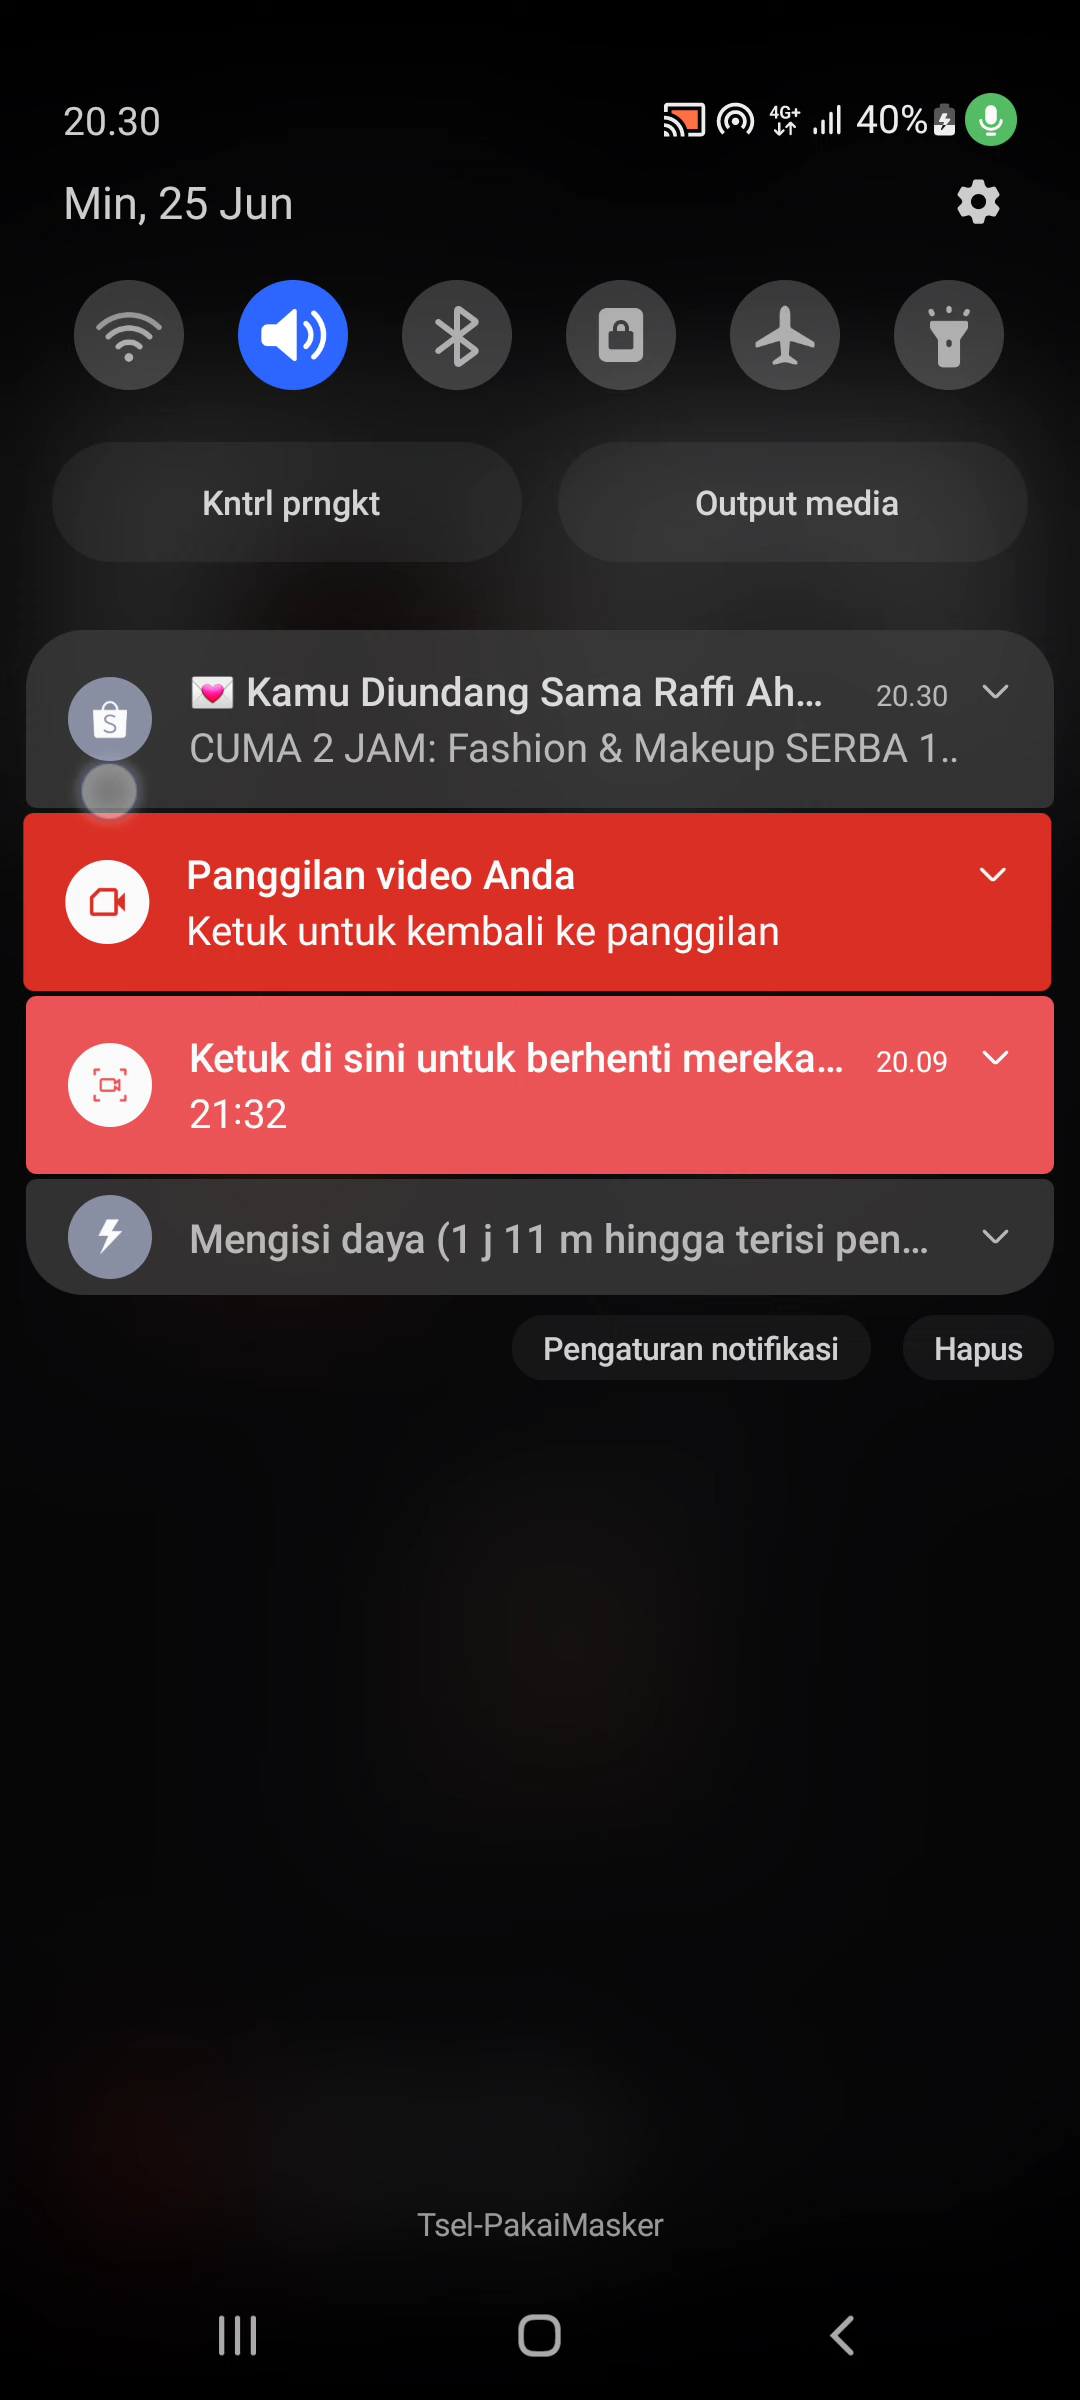 20.30
4G+
40%
Min, 25 Jun
Kntrl prngkt
Output media
💌 Kamu Diundang Sama Raffi Ah... 20.30
CUMA 2 JAM: Fashion & Makeup SERBA 1..
Panggilan video Anda
Ketuk untuk kembali ke panggilan
Ketuk di sini untuk berhenti mereka... 20.09
21:32
Mengisi daya (1 j 11 m hingga terisi pen...
Pengaturan notifikasi
Hapus
Tsel-PakaiMasker